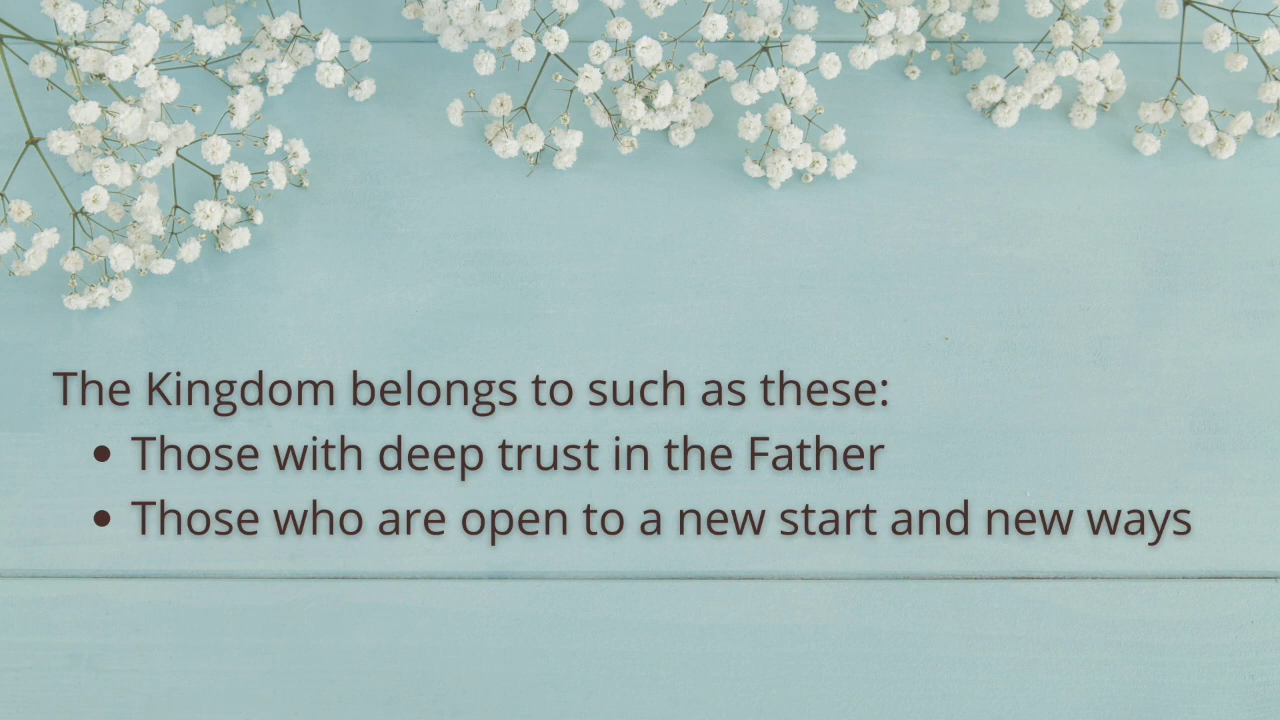 The Kingdom belongs to such as these:
• Those with deep trust in the Father
• Those who are open to a new start and new ways